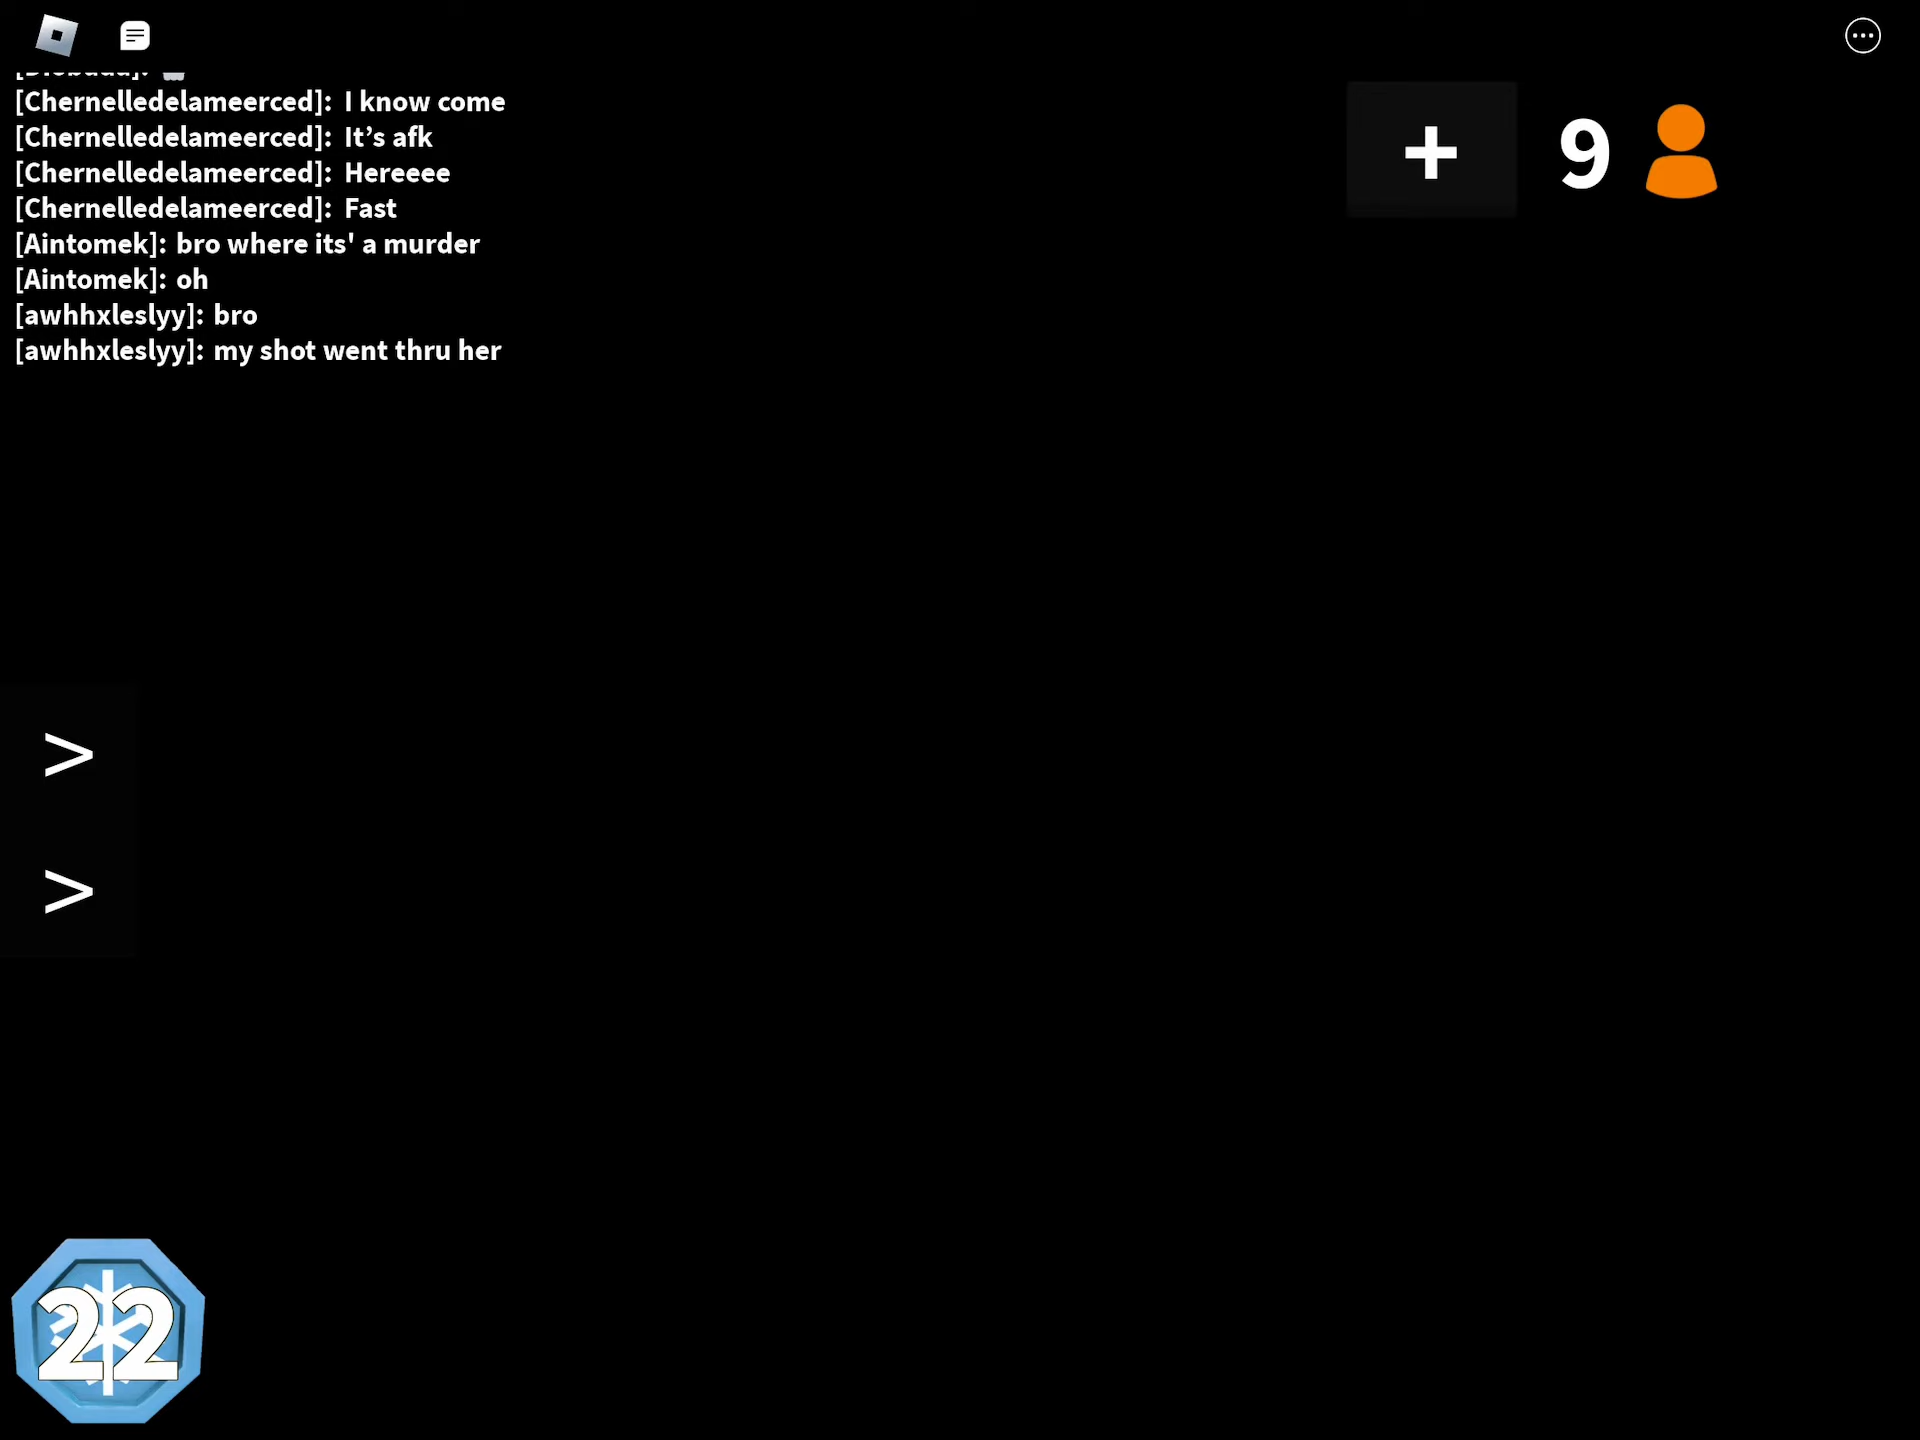 [Chernelledelameerced]: I know come
[Chernelledelameerced]: It’s afk
[Chernelledelameerced]: Hereeee
[Chernelledelameerced]: Fast
[Aintomek]: bro where its' a murder
[Aintomek]: oh
[awhhxleslyy]: bro
[awhhxleslyy]: my shot went thru her
+ 9
>
>
22